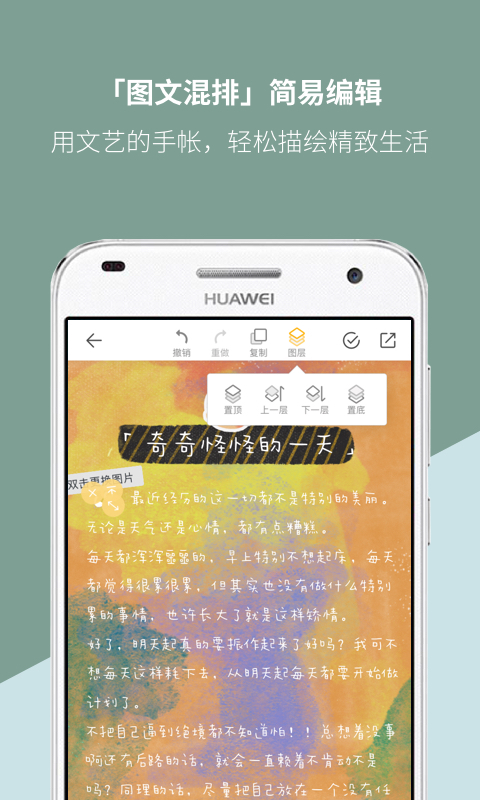 「图文混排」简易编辑
用文艺的手帐，轻松描绘精致生活
HUAWEI
撤销 重做 复制 图层
置顶 上一层 下一层 置底
「奇奇怪怪的一天」
双击更换图片
最近经历的这一切都不是特别的美丽。
无论是天气还是心情，都有点糟糕。
每天都浑浑噩噩的，早上特别不想起床，每天
都觉得很累很累，但其实也没有做什么特别
累的事情，也许长大了就是这样矫情。
好了，明天起真的要振作起来了好吗？我可不
想每天这样耗下去，从明天起每天都要开始做
计划了。
不把自己逼到绝境都不知道怕！！总想着没事
啊还有后路的话，就会一直赖着不肯动不是
吗？同理的话，尽量把自己放在一个没有任